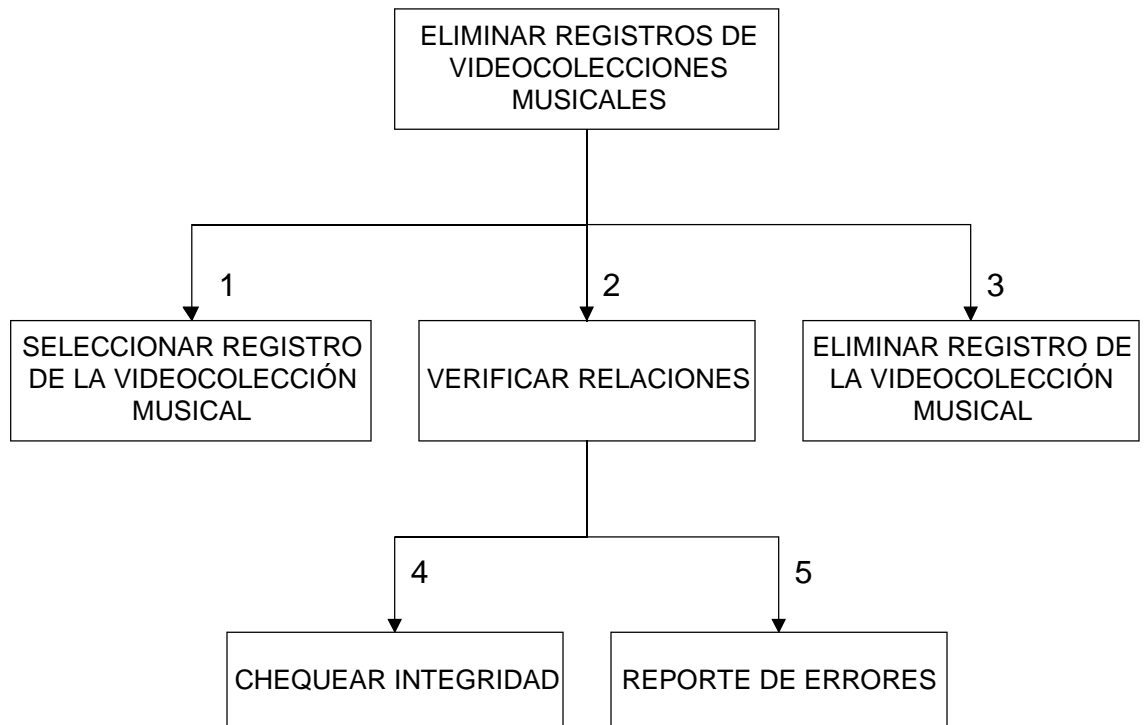 ELIMINAR REGISTROS DE
VIDEOCOLECCIONES
MUSICALES
1
2
3
SELECCIONAR REGISTRO
DE LA VIDEOCOLECCIÓN
MUSICAL
VERIFICAR RELACIONES
ELIMINAR REGISTRO DE
LA VIDEOCOLECCIÓN
MUSICAL
4
5
CHEQUEAR INTEGRIDAD
REPORTE DE ERRORES